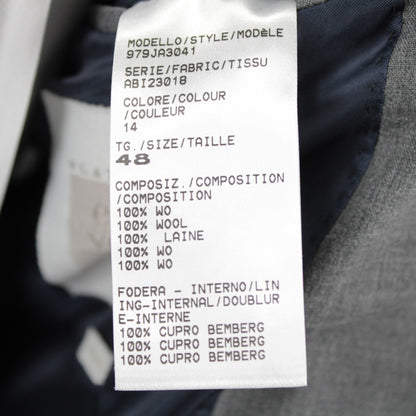 MODELLO/STYLE/MODÈLE
979JA3041
SERIE/FABRIC/TISSU
ABI23018
COLORE/COLOUR
/COULEUR
14
TG./SIZE/TAILLE
48
COMPOSIZ./COMPOSITION
/COMPOSITION
100% WO
100% WOOL
100% LAINE
100% WO
100% WO
FODERA - INTERNO/LIN
ING-INTERNAL/DOUBLUR
E-INTERNE
100% CUPRO BEMBERG
100% CUPRO BEMBERG
100% CUPRO BEMBERG